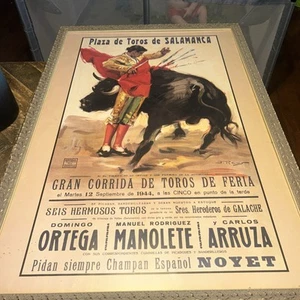 Plaza de Toros de SALAMANCA
GRAN CORRIDA DE TOROS DE FERIA
el Martes 12 Septiembre de 1944, a las CINCO en punto de la tarde
SEIS HERMOSOS TOROS
Sres. Herederos de GALACHE
DOMINGO ORTEGA
MANUEL RODRIGUEZ MANOLETE
y CARLOS ARRUZA
Pidan siempre Champan Español NOYET